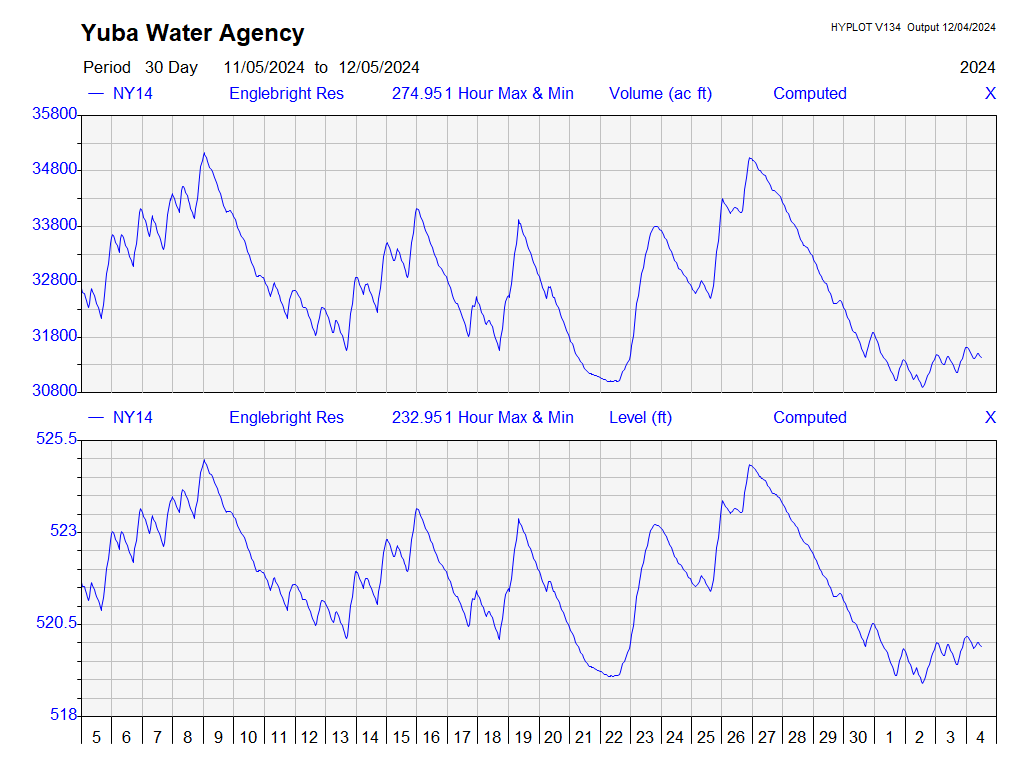 Yuba Water Agency
HYPLOT V134 Output 12/04/2024
Period 30 Day 11/05/2024 to 12/05/2024 2024
NY14 Englebright Res 274.951 Hour Max & Min Volume (ac ft) Computed X
35800
34800
33800
32800
31800
30800
NY14 Englebright Res 232.951 Hour Max & Min Level (ft) Computed X
525.5
523
520.5
518
5 6 7 8 9 10 11 12 13 14 15 16 17 18 19 20 21 22 23 24 25 26 27 28 29 30 1 2 3 4